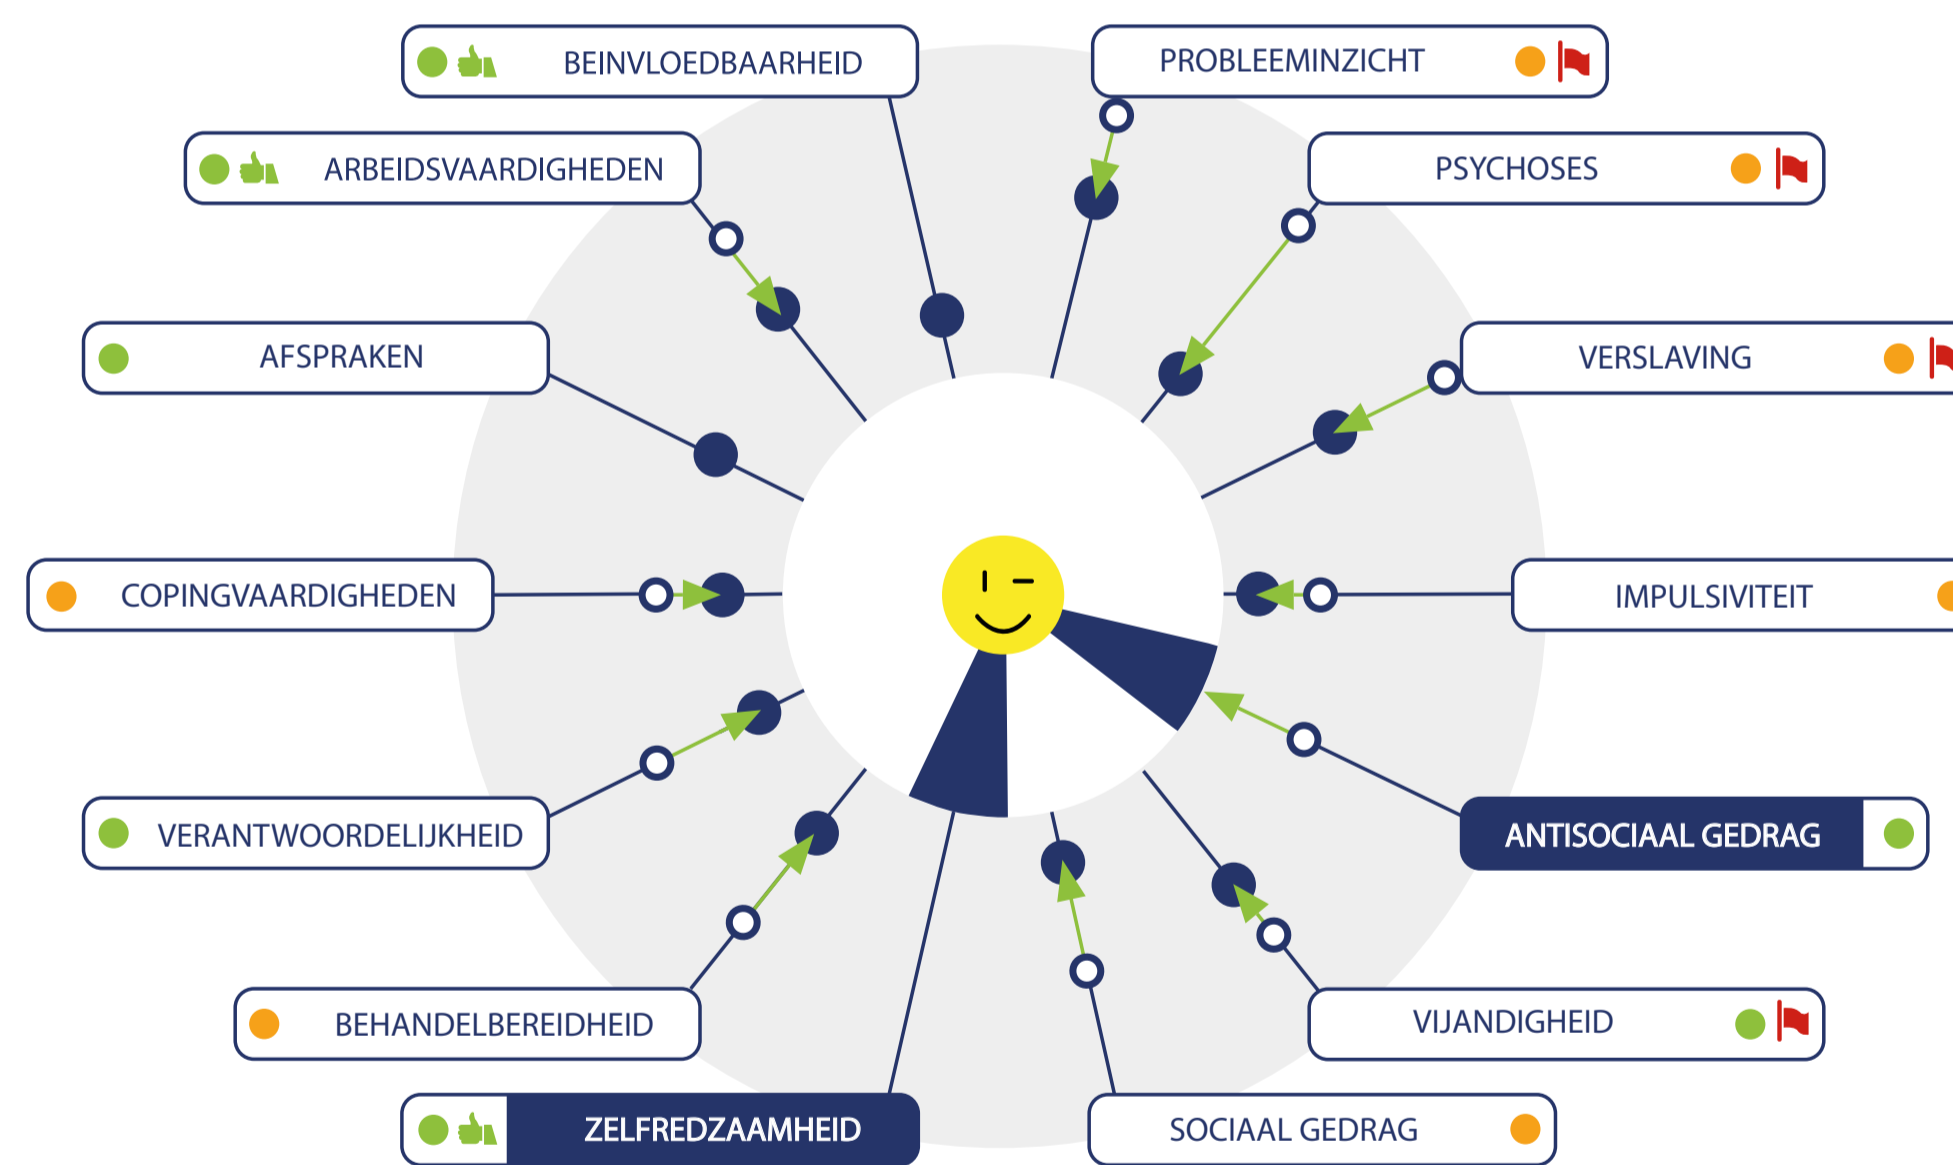 BEINVLOEDBAARHEID
PROBLEEMINZICHT
ARBEIDSVAARDIGHEDEN
PSYCHOSES
AFSPRAKEN
VERSLAVING
COPINGVAARDIGHEDEN
IMPULSIVITEIT
VERANTWOORDELIJKHEID
ANTISOCIAAL GEDRAG
BEHANDELBEREIDHEID
VIJANDIGHEID
ZELFREDZAAMHEID
SOCIAAL GEDRAG